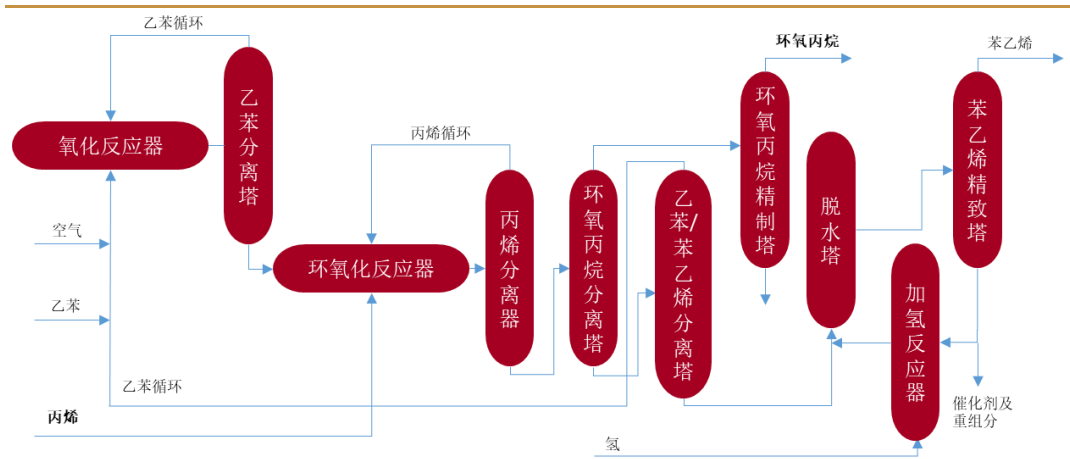 乙苯循环
氧化反应器
乙苯分离塔
空气
乙苯
乙苯循环
丙烯
丙烯循环
环氧化反应器
丙烯分离器
环氧丙烷分离塔
乙苯/苯乙烯分离塔
环氧丙烷
环氧丙烷精制塔
脱水塔
苯乙烯
苯乙烯精致塔
加氢反应器
催化剂及
重组分
氢